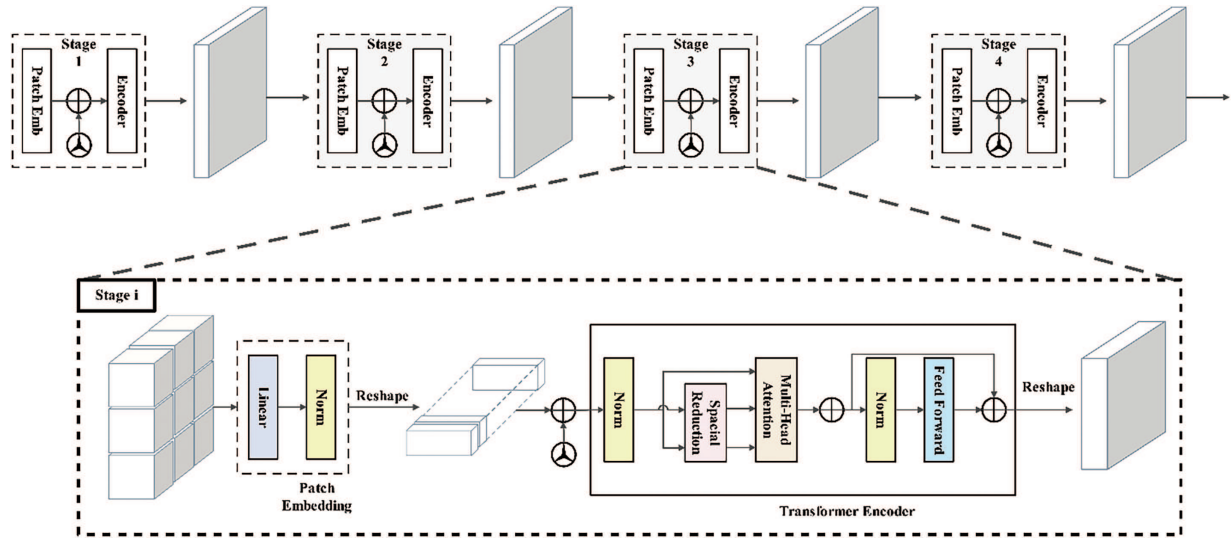 Stage
1
Patch Emb
Encoder
Stage
2
Patch Emb
Encoder
Stage
3
Patch Emb
Encoder
Stage
4
Patch Emb
Encoder
Stage i
Linear
Norm
Patch
Embedding
Reshape
Norm
Spacial
Reduction
Multi-Head
Attention
Norm
Feed Forward
Transformer Encoder
Reshape